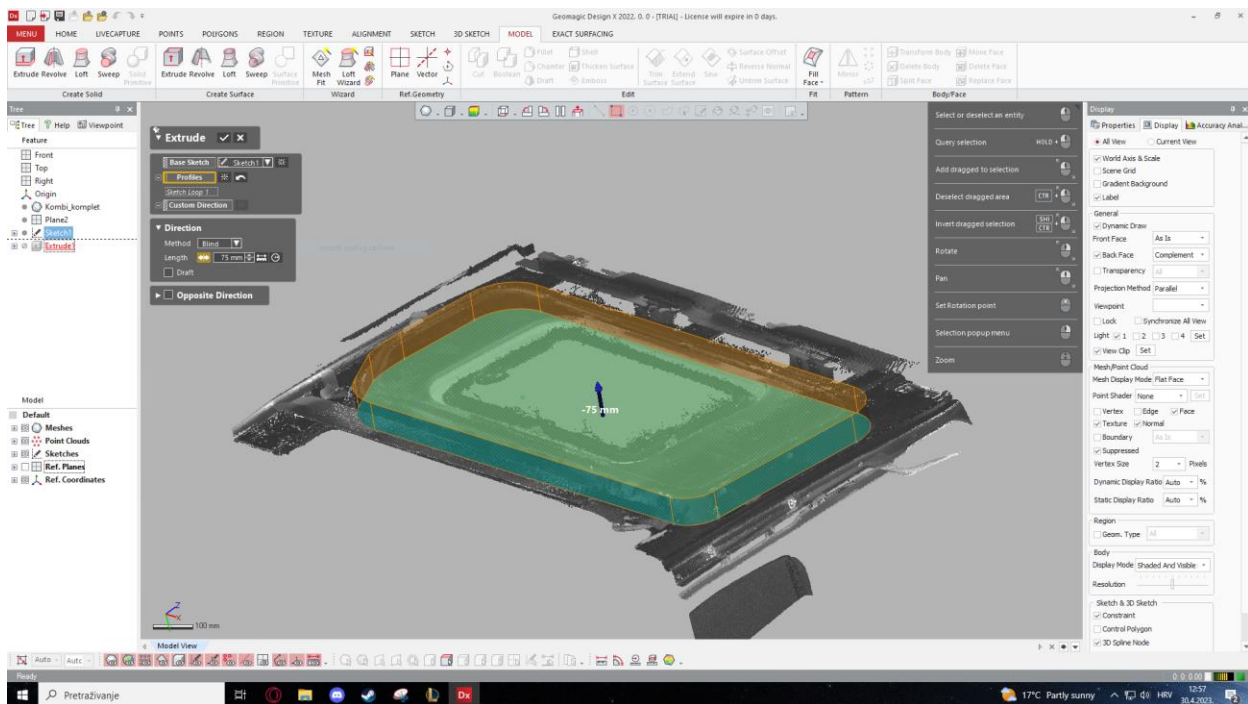 Geomagic Design X 2022. 0. 0 - [TRIAL] - License will expire in 0 days.
MENU HOME LIVECAPTURE POINTS POLYGONS REGION TEXTURE ALIGNMENT SKETCH 3D SKETCH MODEL EXACT SURFACING
Extrude Revolve Loft Sweep Solid Primitive
Create Solid
Extrude Revolve Loft Sweep Surface Primitive
Create Surface
Mesh Fit Loft Wizard
Wizard
Plane Vector
Ref.Geometry
Cut Boolean
Fillet
Chamfer
Draft
Shell
Thicken Surface
Emboss
Trim Surface Extend Surface Sew
Surface Offset
Reverse Normal
Untrim Surface
Edit
Fill Face
Fit
Mirror
Pattern
Transform Body
Delete Body
Split Face
Move Face
Delete Face
Replace Face
Body/Face
Tree
Tree Help Viewpoint
Feature
Front
Top
Right
Origin
Kombi_komplet
Plane2
Sketch1
Extrude1
Model
Default
Meshes
Point Clouds
Sketches
Ref. Planes
Ref. Coordinates
Extrude
Base Sketch Sketch1
Profiles
Sketch Loop 1
Custom Direction
Direction
Method Blind
Length 75 mm
Draft
Opposite Direction
-75 mm
Z
X
100 mm
Select or deselect an entity
Query selection HOLD +
Add dragged to selection
Deselect dragged area CTR +
Invert dragged selection SHI CTR +
Rotate
Pan
Set Rotation point
Selection popup menu
Zoom
Display
Properties Display Accuracy Anal...
All View Current View
World Axis & Scale
Scene Grid
Gradient Background
Label
General
Dynamic Draw
Front Face As Is
Back Face Complement
Transparency All
Projection Method Parallel
Viewpoint
Lock Synchronize All View
Light 1 2 3 4 Set
View Clip Set
Mesh/Point Cloud
Mesh Display Mode Flat Face
Point Shader None Set
Vertex Edge Face
Texture Normal
Boundary As Is
Suppressed
Vertex Size 2 Pixels
Dynamic Display Ratio Auto %
Static Display Ratio Auto %
Region
Geom. Type All
Body
Display Mode Shaded And Visible
Resolution
Sketch & 3D Sketch
Constraint
Control Polygon
3D Spline Node
Model View
Auto Autc
Ready
0: 0: 0.00
Pretraživanje
Dx
17°C Partly sunny
HRV
12:57
30.4.2023.